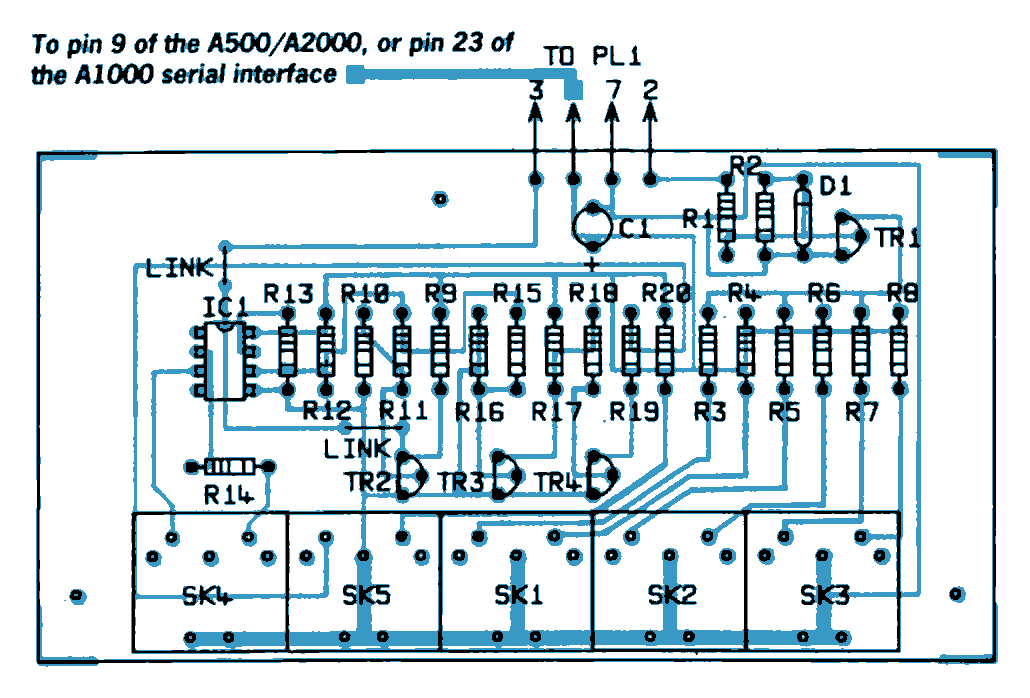 To pin 9 of the A500/A2000, or pin 23 of
the A1000 serial interface
TO PL1
3 7 2
R2
D1
R1
C1
TR1
+
LINK
IC1
R13 R10 R9 R15 R18 R20 R4 R6 R8
R12 R11 R16 R17 R19 R3 R5 R7
LINK
TR2 TR3 TR4
R14
SK4 SK5 SK1 SK2 SK3